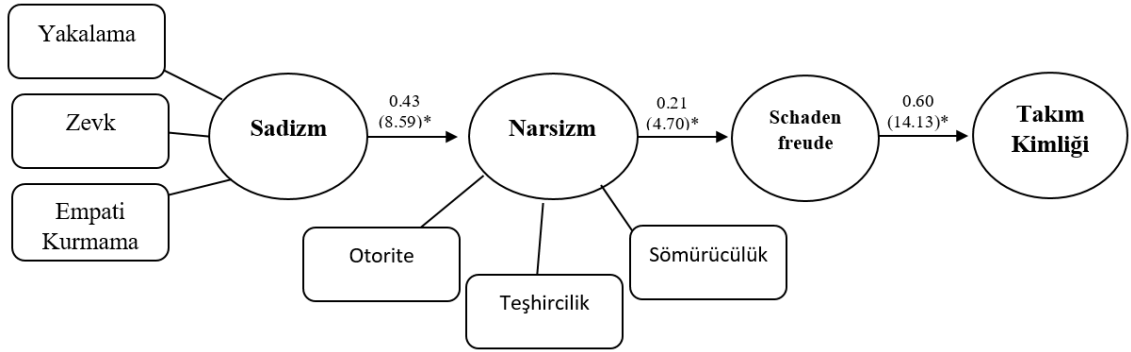 Yakalama
Zevk
Empati
Kurmama
Sadizm
0.43
(8.59)*
Narsizm
0.21
(4.70)*
Schaden
freude
0.60
(14.13)*
Takım
Kimliği
Otorite
Teşhircilik
Sömürücülük